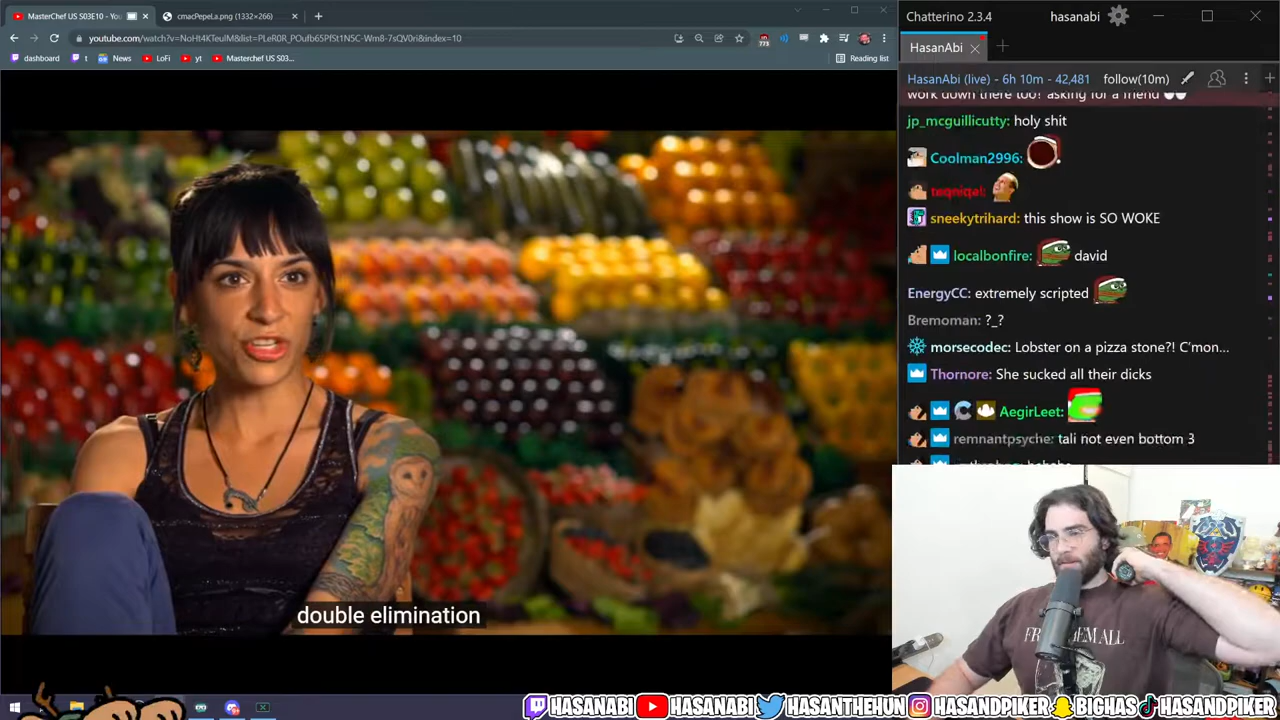 MasterChef US S03E10 - You
cmacPepeLa.png (1332×266)
youtube.com/watch?v=NoHt4KTeulM&list=PLeR0R_POufb65PfSt1N5C-Wm8-7sQV0ri&index=10
773
dashboard
t
News
LoFi
yt
Masterchef US S03...
Reading list
double elimination
Chatterino 2.3.4
hasanabi
HasanAbi
HasanAbi (live) - 6h 10m - 42,481
follow(10m)
work down there too? asking for a friend
jp_mcguillicutty: holy shit
Coolman2996:
teqniqel:
sneekytrihard: this show is SO WOKE
localbonfire: david
EnergyCC: extremely scripted
Bremoman: ?_?
morsecodec: Lobster on a pizza stone?! C'mon...
Thornore: She sucked all their dicks
AegirLeet:
remnantpsyche: tali not even bottom 3
HASANABI
HASANABI
HASANTHEHUN
HASANDPIKER
BIGHAS
HASANDPIKER